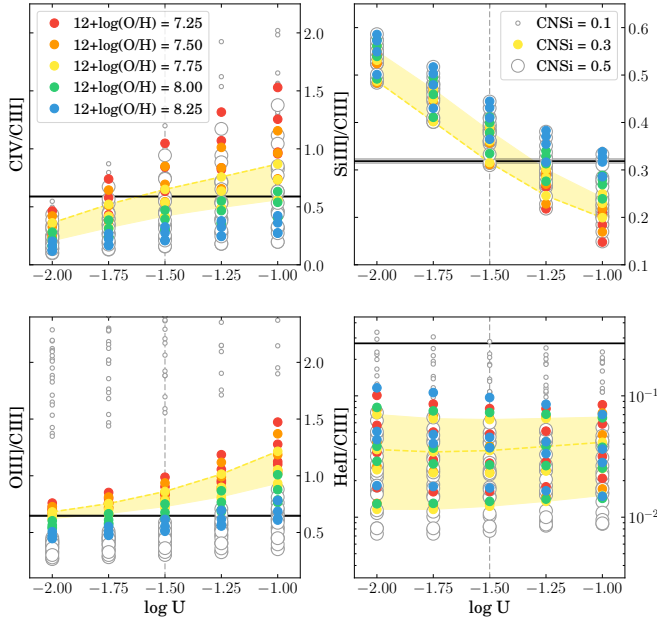 12+log(O/H) = 7.25
12+log(O/H) = 7.50
12+log(O/H) = 7.75
12+log(O/H) = 8.00
12+log(O/H) = 8.25
CIV/CIII]
2.0
1.5
1.0
0.5
0.0
−2.00 −1.75 −1.50 −1.25 −1.00
CNSi = 0.1
CNSi = 0.3
CNSi = 0.5
SiIII]/CIII]
0.6
0.5
0.4
0.3
0.2
0.1
−2.00 −1.75 −1.50 −1.25 −1.00
OIII]/CIII]
2.0
1.5
1.0
0.5
−2.00 −1.75 −1.50 −1.25 −1.00
log U
HeII/CIII]
10⁻¹
10⁻²
−2.00 −1.75 −1.50 −1.25 −1.00
log U